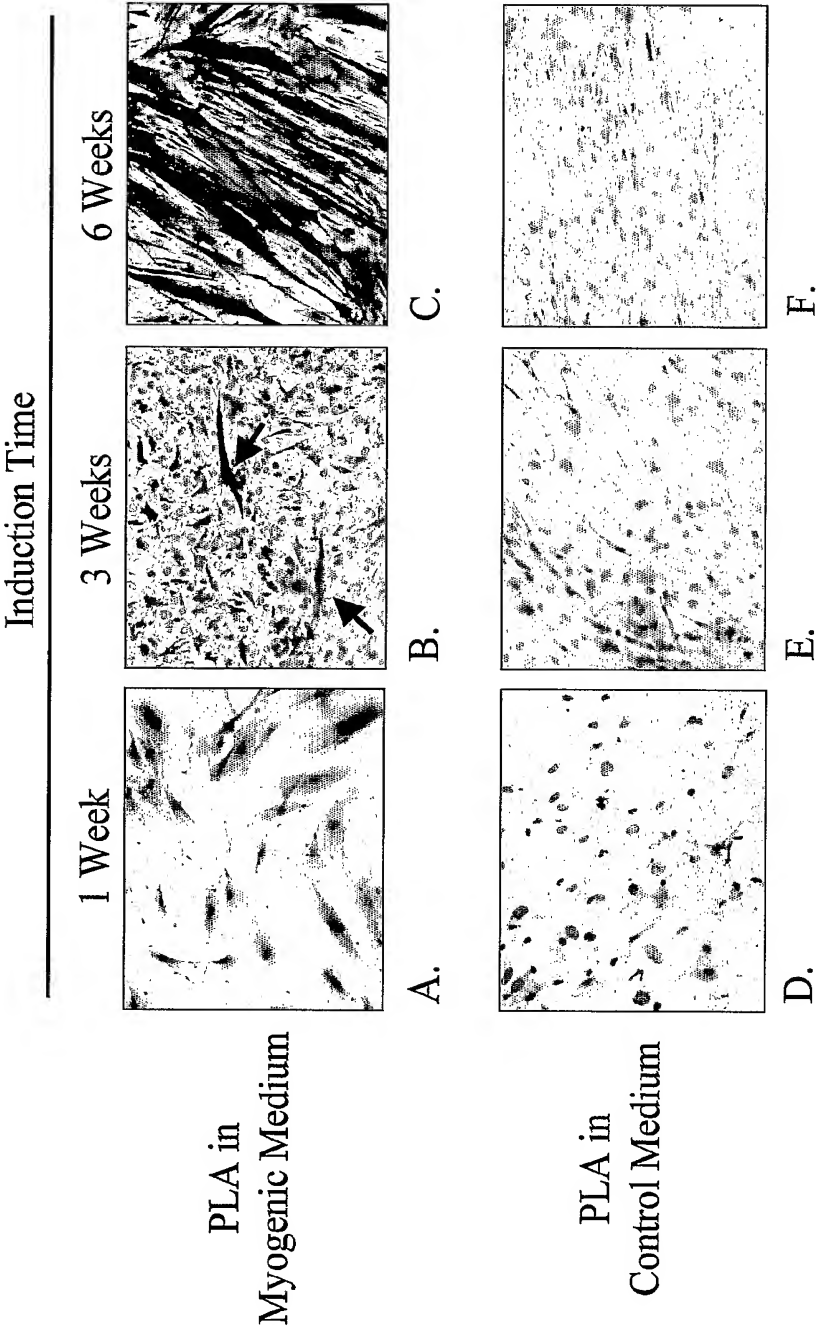 Induction Time
1 Week
3 Weeks
6 Weeks
PLA in
Myogenic Medium
A.
B.
C.
PLA in
Control Medium
D.
E.
F.